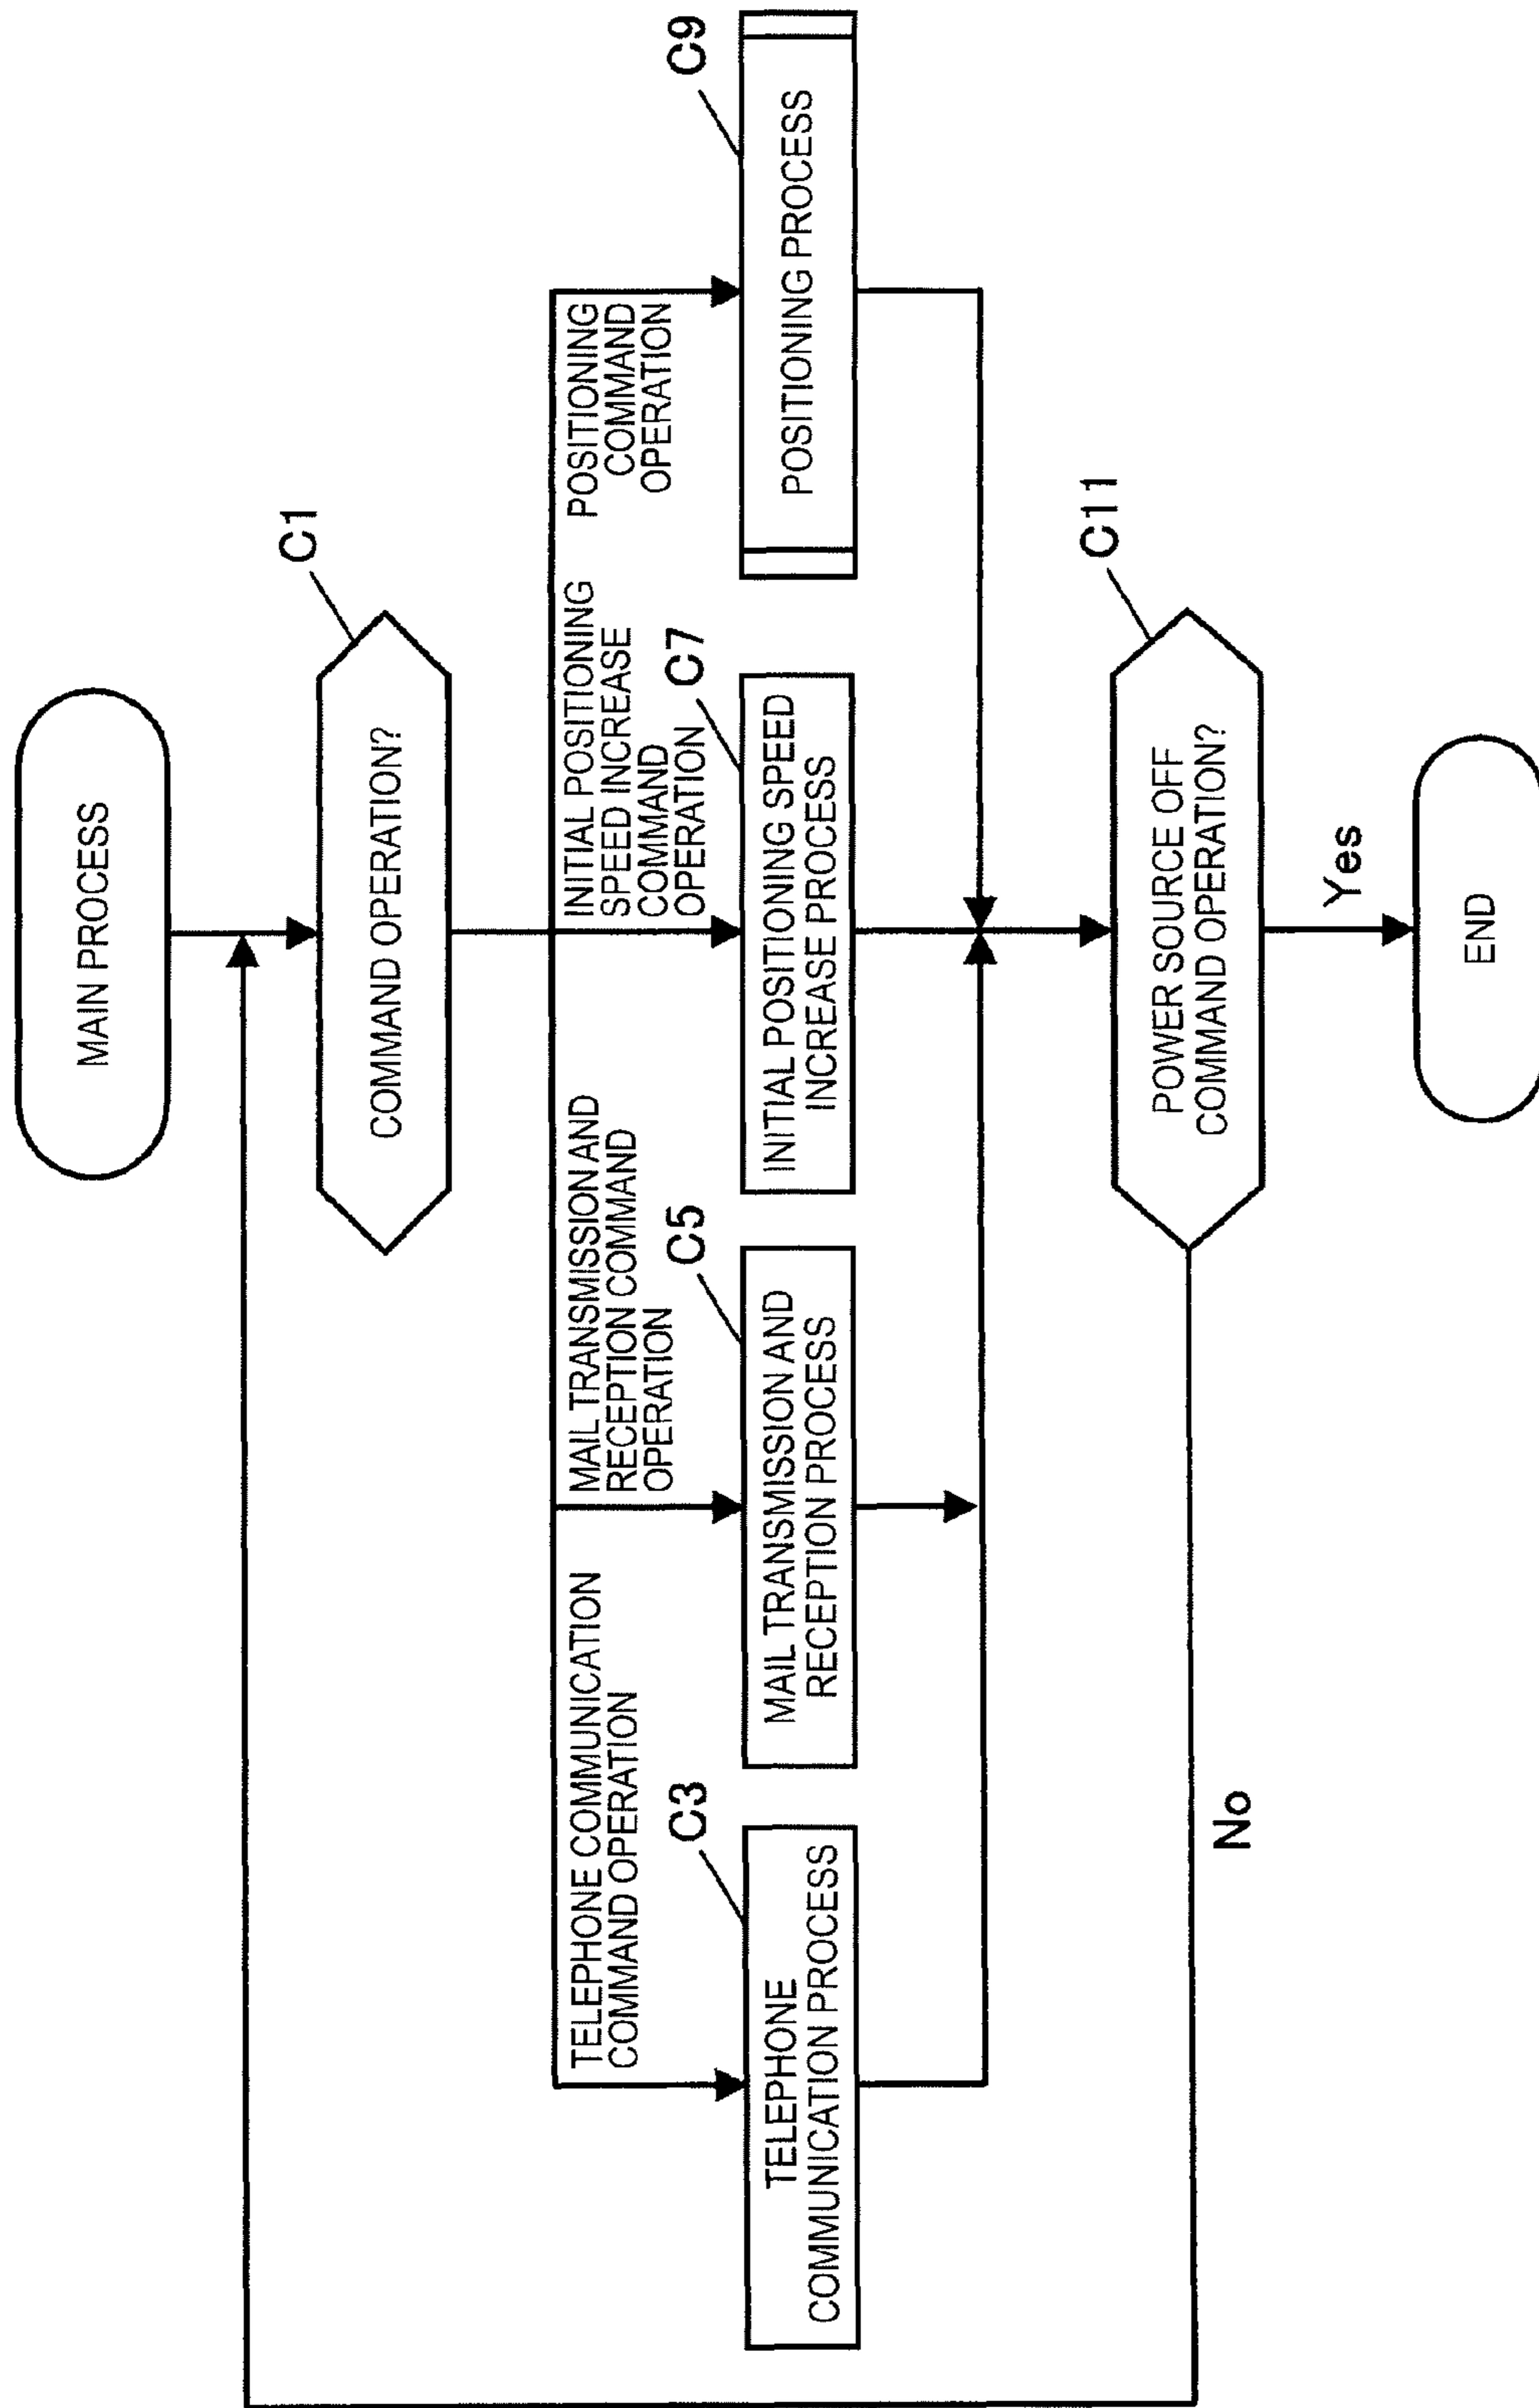 MAIN PROCESS
C1
COMMAND OPERATION?
TELEPHONE COMMUNICATION
COMMAND OPERATION
MAIL TRANSMISSION AND
RECEPTION COMMAND
OPERATION
INITIAL POSITIONING
SPEED INCREASE
COMMAND
OPERATION
POSITIONING
COMMAND
OPERATION
C3
TELEPHONE
COMMUNICATION PROCESS
C5
MAIL TRANSMISSION AND
RECEPTION PROCESS
C7
INITIAL POSITIONING SPEED
INCREASE PROCESS
C9
POSITIONING PROCESS
C11
POWER SOURCE OFF
COMMAND OPERATION?
No
Yes
END